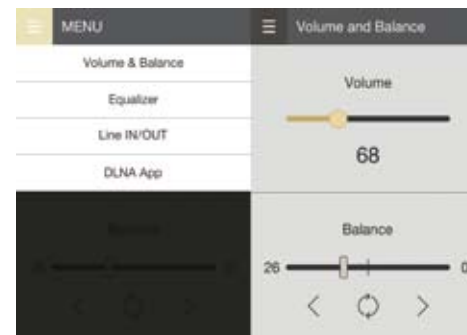 MENU
Volume & Balance
Equalizer
Line IN/OUT
DLNA App
Volume and Balance
Volume
68
Balance
26
0